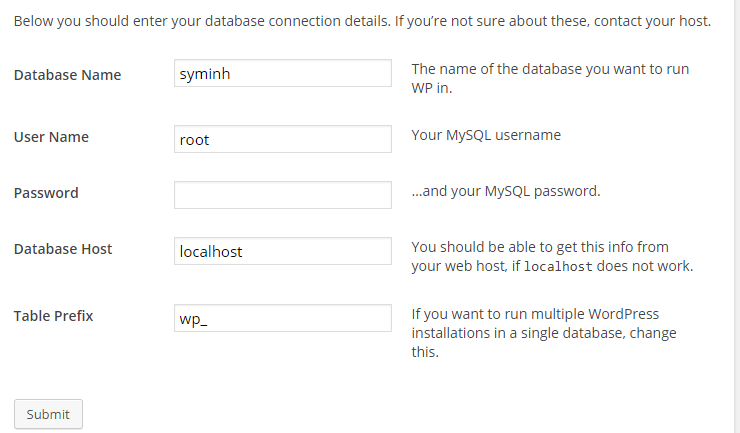 Below you should enter your database connection details. If you’re not sure about these, contact your host.
Database Name
syminh
The name of the database you want to run
WP in.
User Name
root
Your MySQL username
Password
...and your MySQL password.
Database Host
localhost
You should be able to get this info from
your web host, if localhost does not work.
Table Prefix
wp_
If you want to run multiple WordPress
installations in a single database, change
this.
Submit